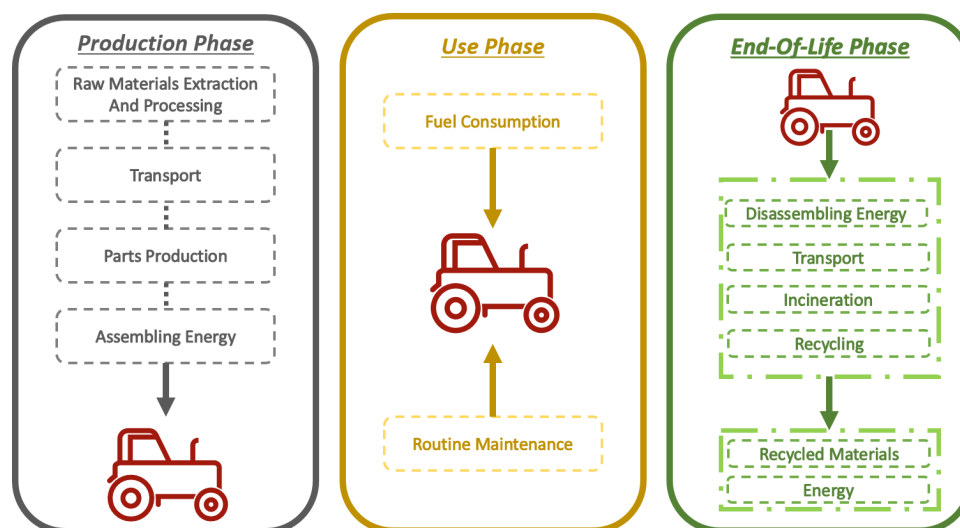 Production Phase
Raw Materials Extraction
And Processing
Transport
Parts Production
Assembling Energy
Use Phase
Fuel Consumption
Routine Maintenance
End-Of-Life Phase
Disassembling Energy
Transport
Incineration
Recycling
Recycled Materials
Energy